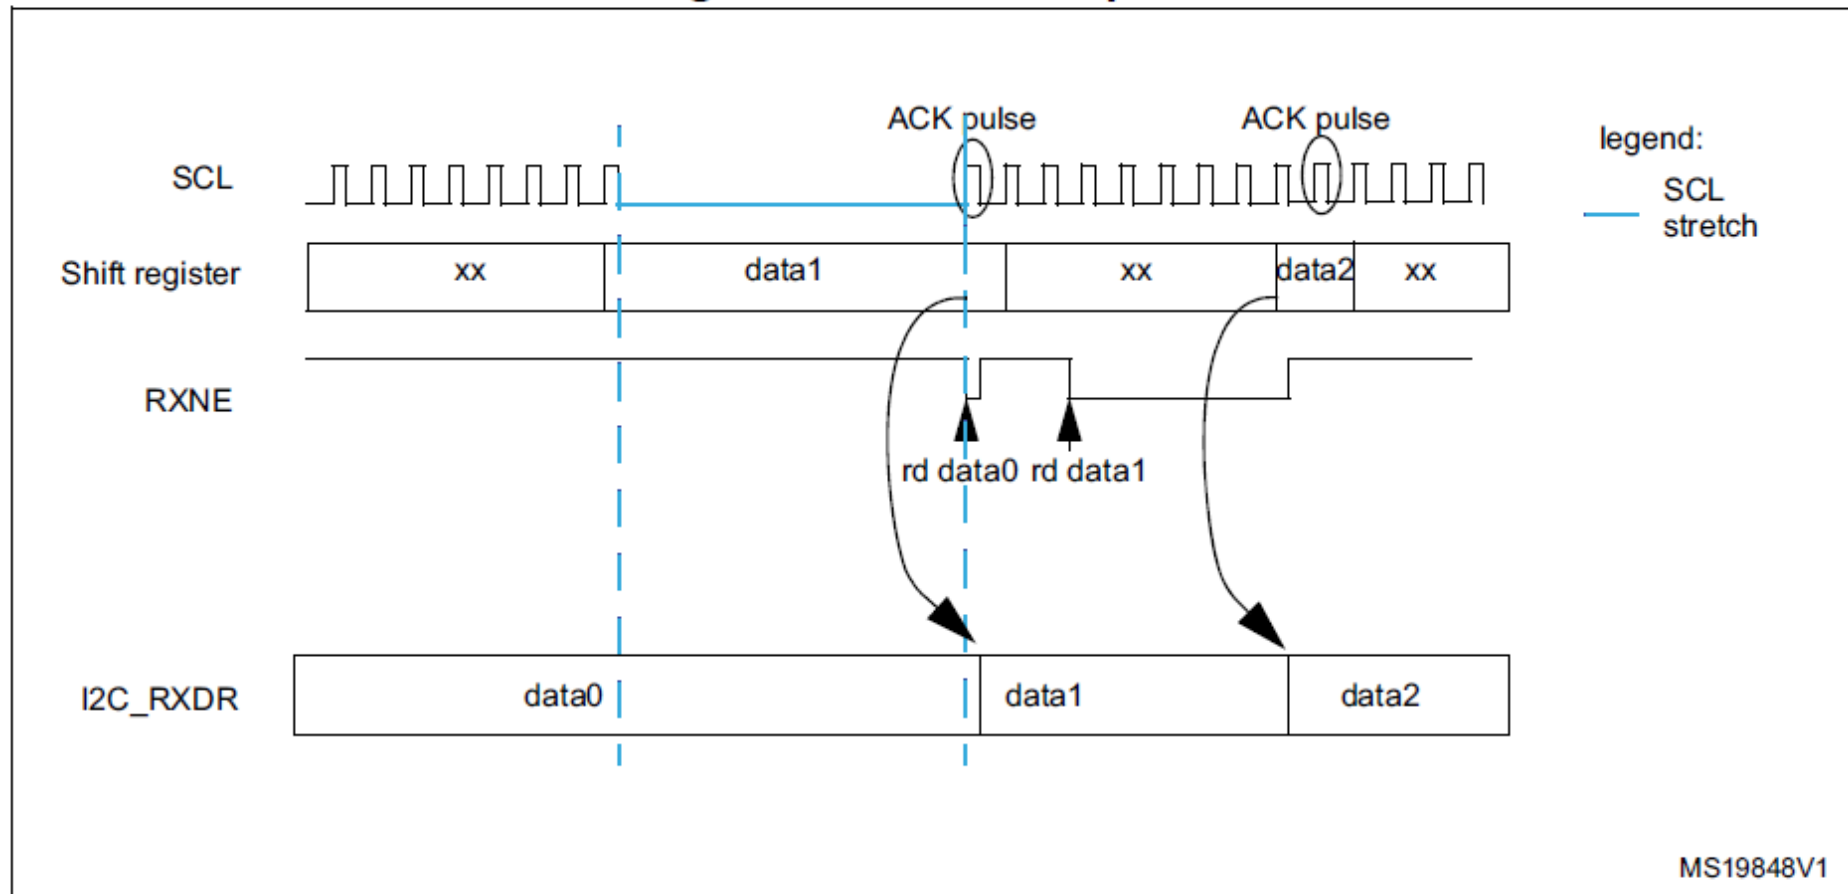 ACK pulse
ACK pulse
legend:
SCL
SCL
stretch
Shift register
xx
data1
xx
data2
xx
RXNE
rd data0
rd data1
I2C_RXDR
data0
data1
data2
MS19848V1